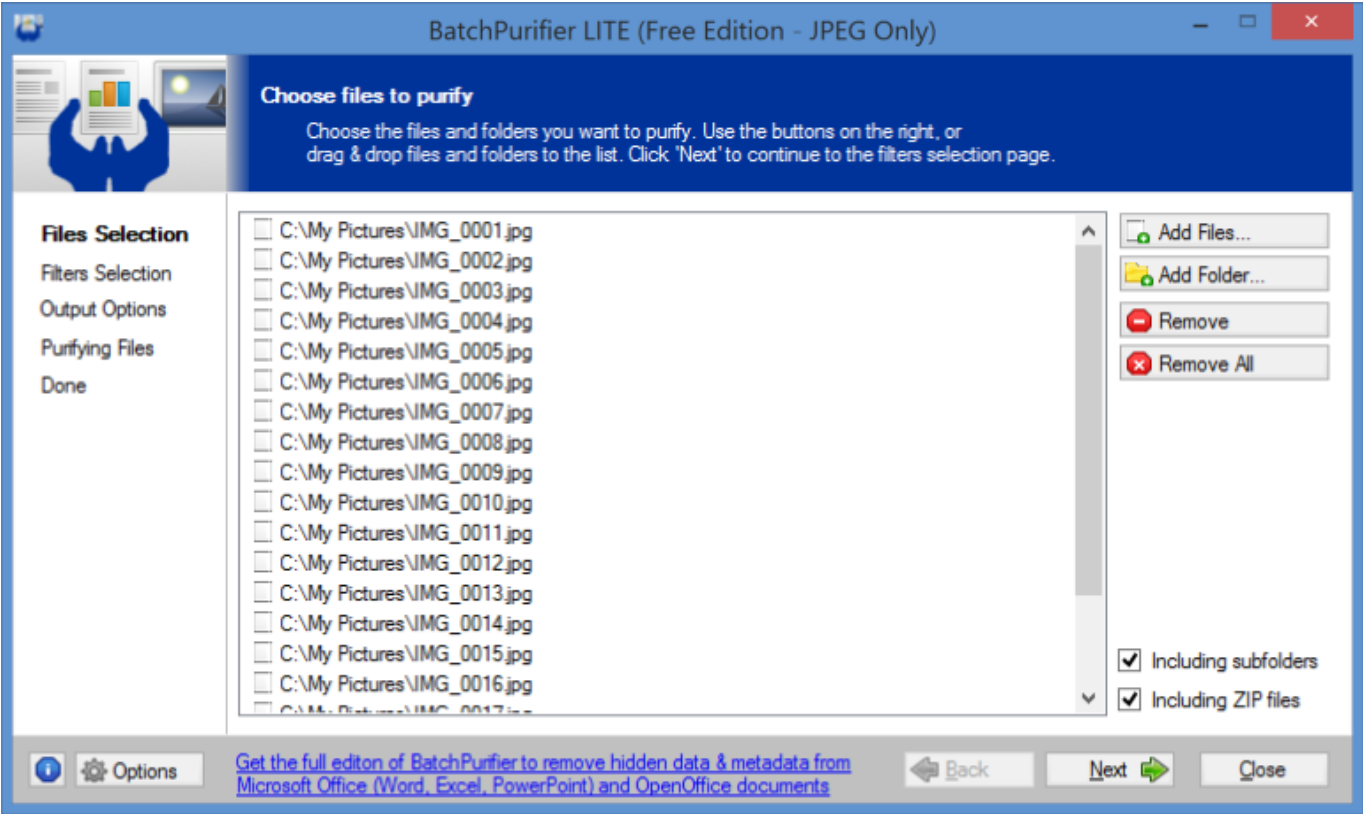 BatchPurifier LITE (Free Edition - JPEG Only)
Choose files to purify
Choose the files and folders you want to purify. Use the buttons on the right, or
drag & drop files and folders to the list. Click 'Next' to continue to the filters selection page.
Files Selection
Filters Selection
Output Options
Purifying Files
Done
C:\My Pictures\IMG_0001.jpg
C:\My Pictures\IMG_0002.jpg
C:\My Pictures\IMG_0003.jpg
C:\My Pictures\IMG_0004.jpg
C:\My Pictures\IMG_0005.jpg
C:\My Pictures\IMG_0006.jpg
C:\My Pictures\IMG_0007.jpg
C:\My Pictures\IMG_0008.jpg
C:\My Pictures\IMG_0009.jpg
C:\My Pictures\IMG_0010.jpg
C:\My Pictures\IMG_0011.jpg
C:\My Pictures\IMG_0012.jpg
C:\My Pictures\IMG_0013.jpg
C:\My Pictures\IMG_0014.jpg
C:\My Pictures\IMG_0015.jpg
C:\My Pictures\IMG_0016.jpg
C:\My Pictures\IMG_0017.jpg
Add Files...
Add Folder...
Remove
Remove All
Including subfolders
Including ZIP files
Options
Get the full editon of BatchPurifier to remove hidden data & metadata from
Microsoft Office (Word, Excel, PowerPoint) and OpenOffice documents
Back
Next
Close